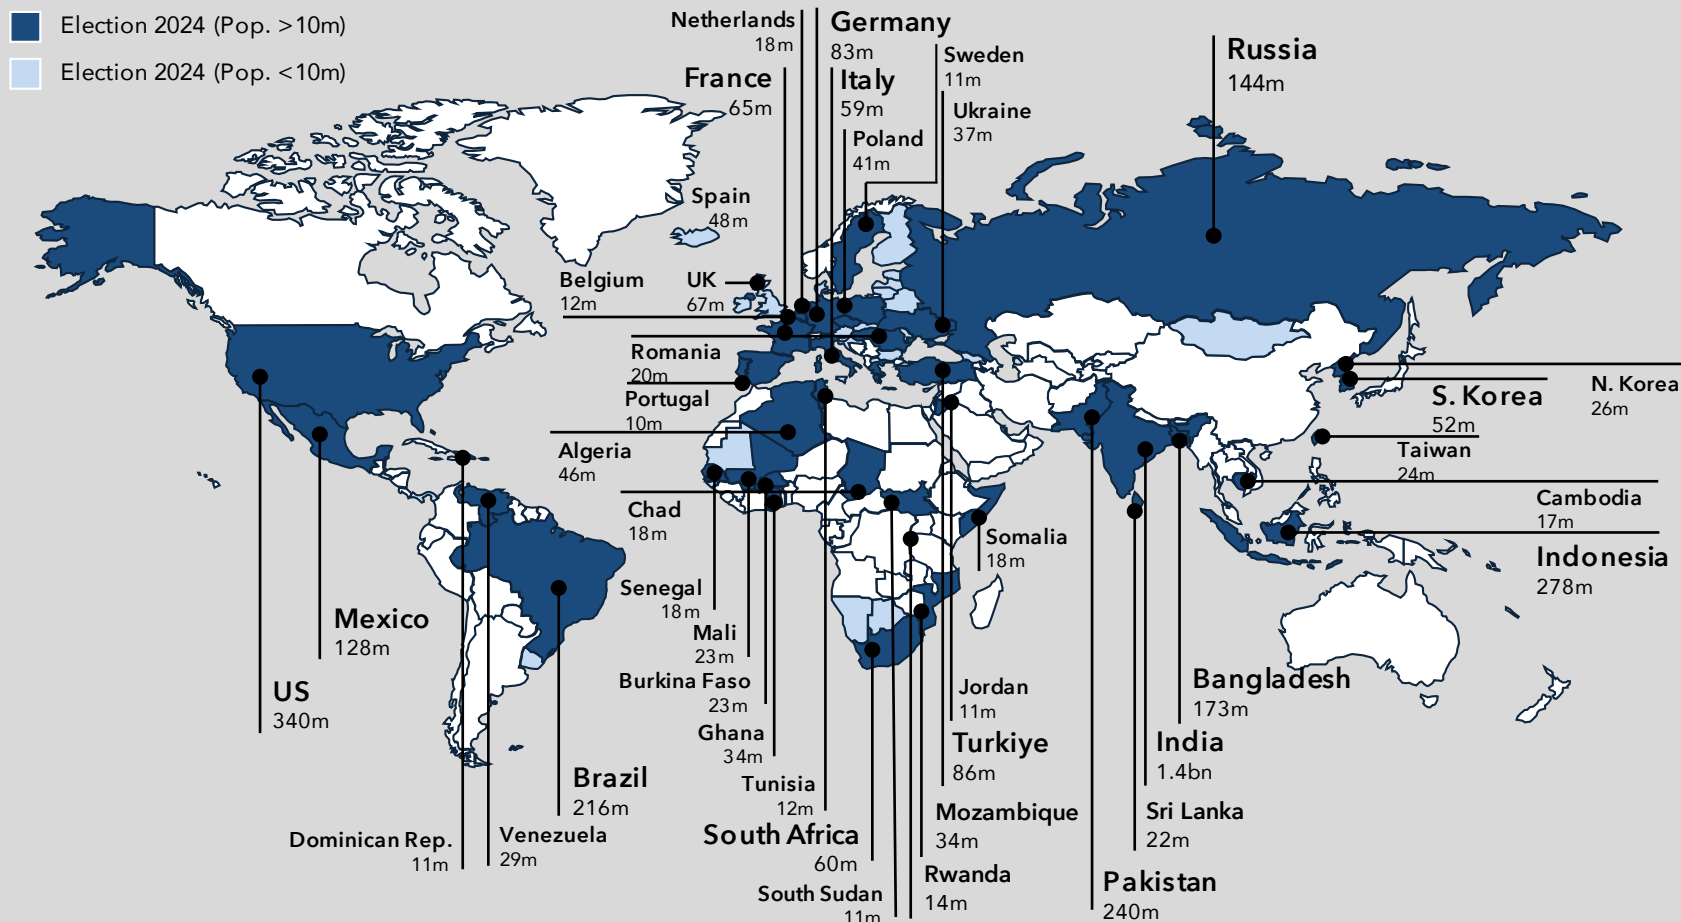 Election 2024 (Pop. >10m)
Election 2024 (Pop. <10m)
Netherlands
18m
Germany
83m
Sweden
11m
Russia
144m
France
65m
Italy
59m
Ukraine
37m
Poland
41m
Spain
48m
Belgium
12m
UK
67m
Romania
20m
Portugal
10m
Algeria
46m
Chad
18m
N. Korea
26m
S. Korea
52m
Taiwan
24m
Cambodia
17m
Indonesia
278m
Somalia
18m
Senegal
18m
Mali
23m
Burkina Faso
23m
Ghana
34m
Tunisia
12m
South Africa
60m
South Sudan
11m
Mexico
128m
US
340m
Brazil
216m
Dominican Rep.
11m
Venezuela
29m
Jordan
11m
Turkiye
86m
Mozambique
34m
Rwanda
14m
Bangladesh
173m
India
1.4bn
Sri Lanka
22m
Pakistan
240m